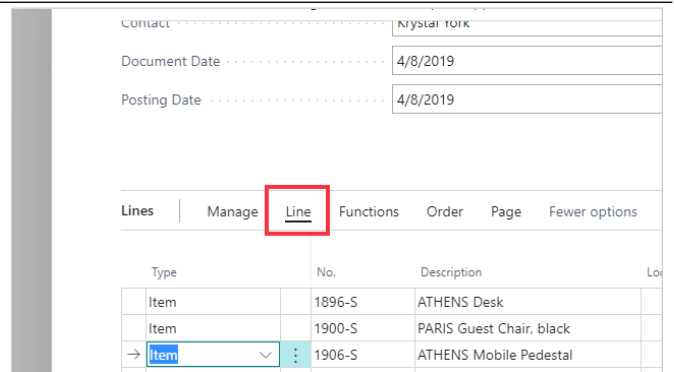 Contact Krystal York
Document Date 4/8/2019
Posting Date 4/8/2019
Lines Manage Line Functions Order Page Fewer options
Type No. Description
Item 1896-S ATHENS Desk
Item 1900-S PARIS Guest Chair, black
Item 1906-S ATHENS Mobile Pedestal